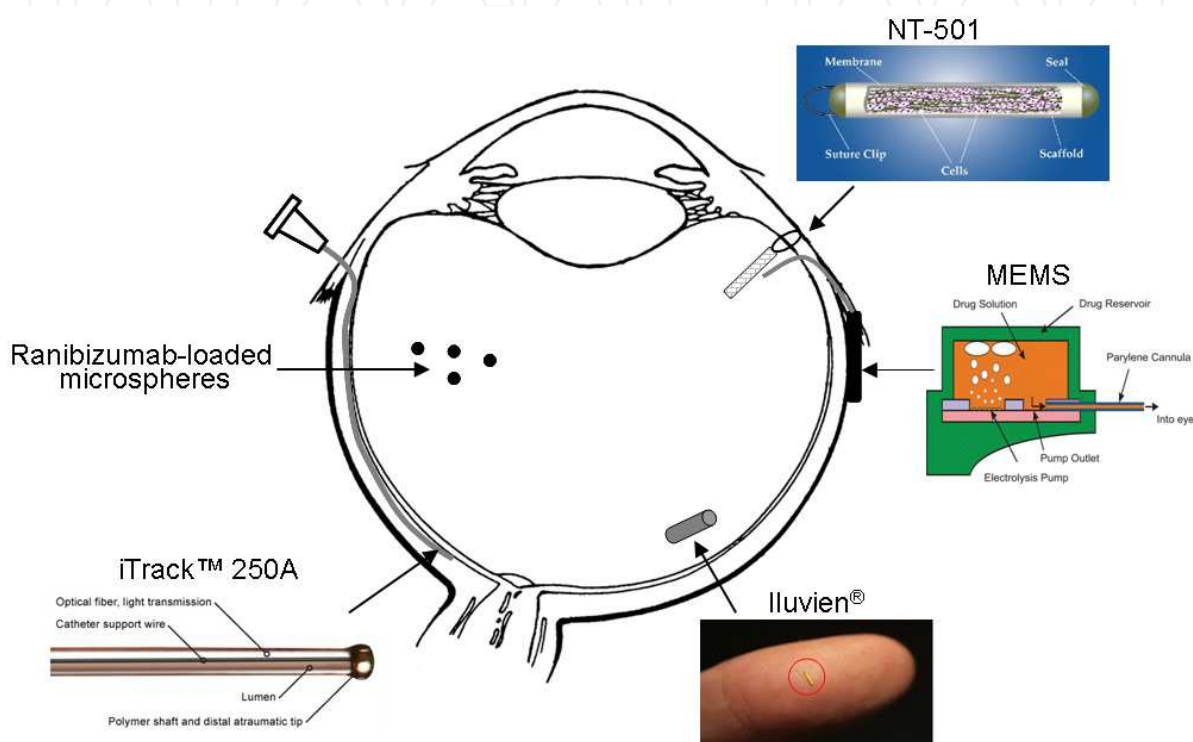 NT-501
Membrane
Seal
Suture Clip
Cells
Scaffold
MEMS
Drug Solution
Drug Reservoir
Parylene Cannula
Into eye
Pump Outlet
Electrolysis Pump
Ranibizumab-loaded
microspheres
iTrack™ 250A
Optical fiber, light transmission
Catheter support wire
Lumen
Polymer shaft and distal atraumatic tip
Iluvien®